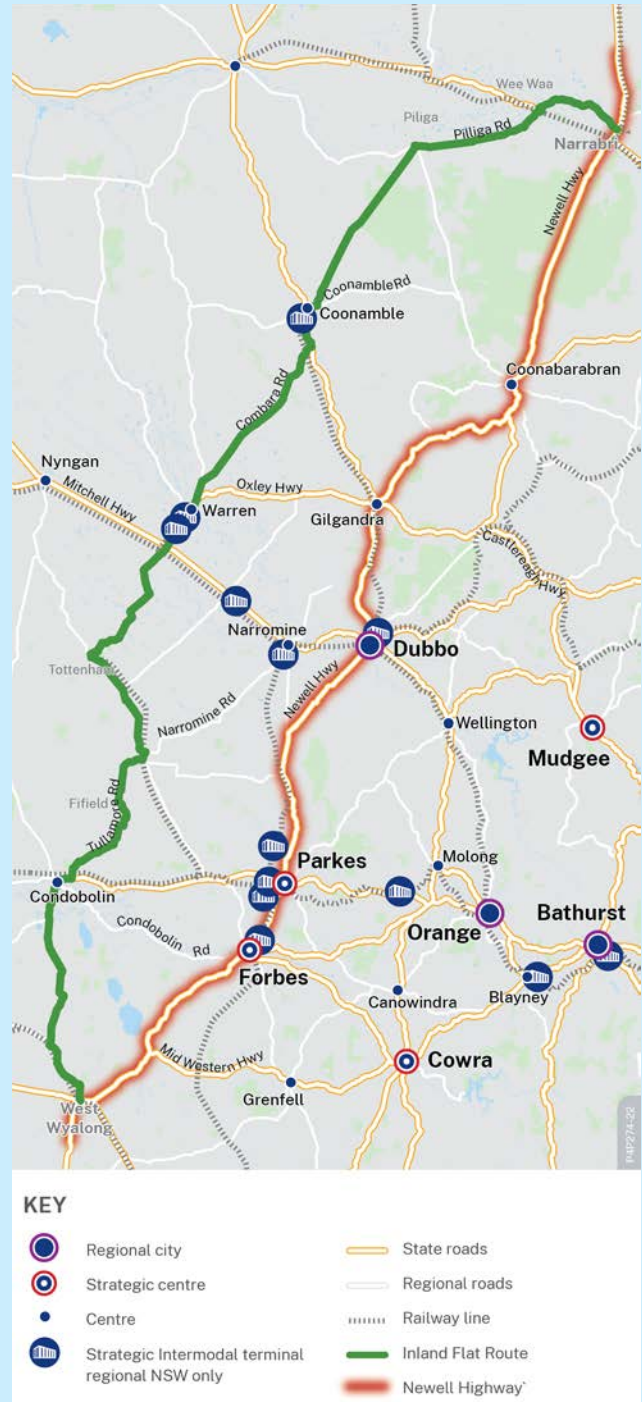 Wee Waa
Piliga
Pilliga Rd
Narrabri
Newell Hwy
Coonamble Rd
Coonamble
Coonabarabran
Combara Rd
Nyngan
Mitchell Hwy
Oxley Hwy
Warren
Gilgandra
Castlereagh Hwy
Narromine
Dubbo
Tottenham
Newell Hwy
Narromine Rd
Wellington
Mudgee
Fifield
Tullamore Rd
Parkes
Molong
Condobolin
Orange
Bathurst
Condobolin Rd
Forbes
Canowindra
Blayney
Mid Western Hwy
Cowra
Grenfell
West
Wyalong
P4P274-22
KEY
Regional city
Strategic centre
Centre
Strategic Intermodal terminal
regional NSW only
State roads
Regional roads
Railway line
Inland Flat Route
Newell Highway`